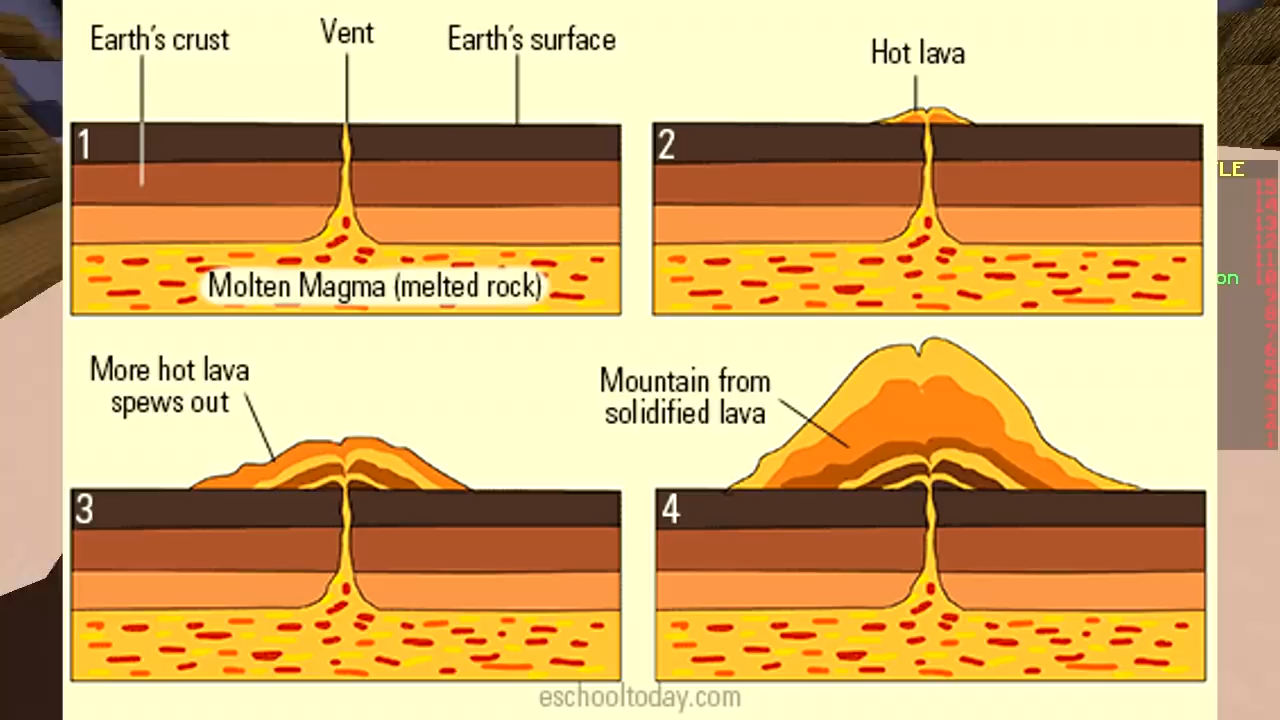 Earth's crust
Vent
Earth's surface
Hot lava
1
2
Molten Magma (melted rock)
More hot lava
spews out
Mountain from
solidified lava
3
4
eschooltoday.com
LE
on